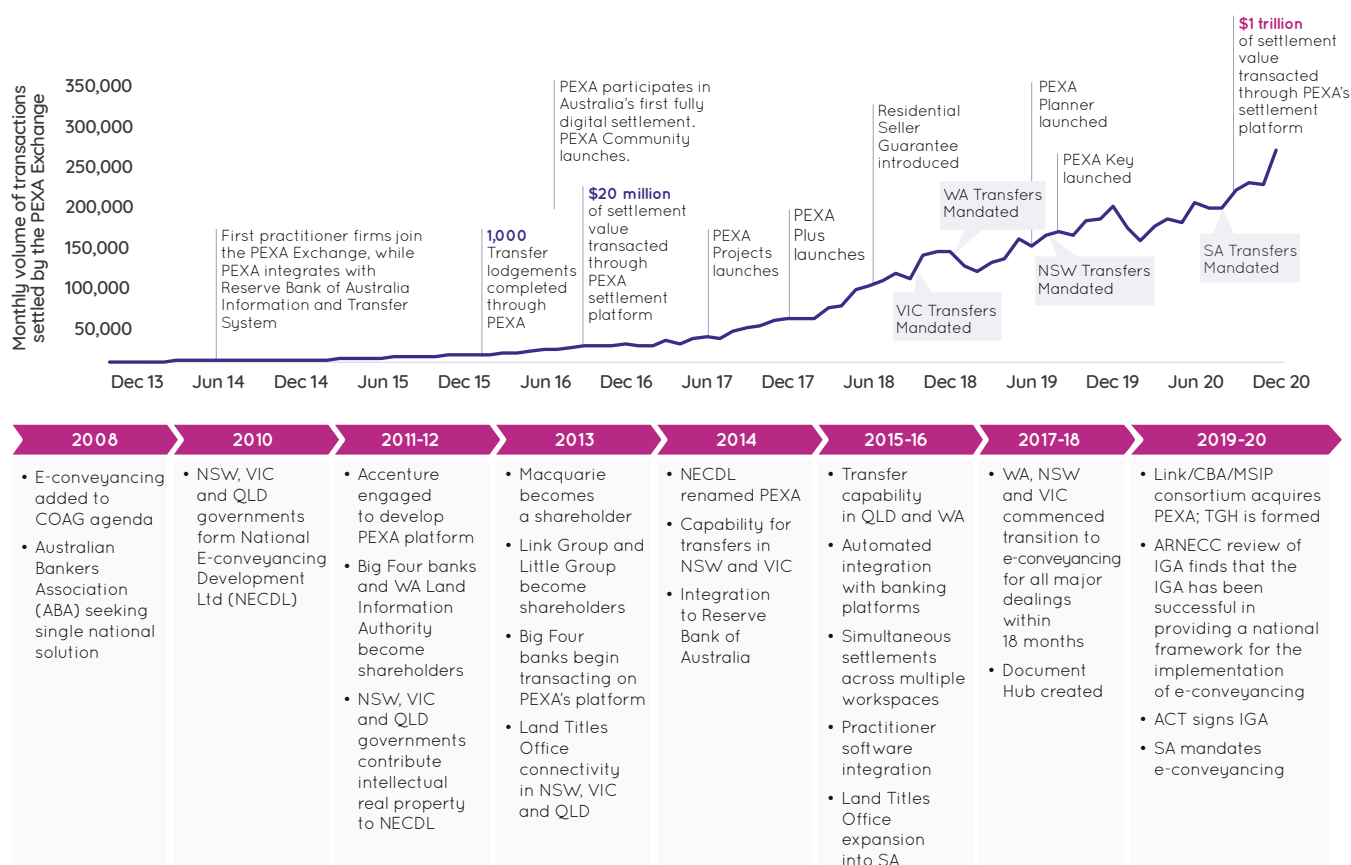 Monthly volume of transactions
settled by the PEXA Exchange
350,000
300,000
250,000
200,000
150,000
100,000
50,000
First practitioner firms join
the PEXA Exchange, while
PEXA integrates with
Reserve Bank of Australia
Information and Transfer
System
1,000
Transfer
lodgements
completed
through
PEXA
PEXA participates in
Australia's first fully
digital settlement.
PEXA Community
launches.
$20 million
of settlement
value
transacted
through
PEXA
settlement
platform
PEXA
Projects
launches
PEXA
Plus
launches
Residential
Seller
Guarantee
introduced
VIC Transfers
Mandated
WA Transfers
Mandated
PEXA
Planner
launched
PEXA Key
launched
NSW Transfers
Mandated
SA Transfers
Mandated
$1 trillion
of settlement
value
transacted
through PEXA's
settlement
platform
Dec 13
Jun 14
Dec 14
Jun 15
Dec 15
Jun 16
Dec 16
Jun 17
Dec 17
Jun 18
Dec 18
Jun 19
Dec 19
Jun 20
Dec 20
2008
• E-conveyancing
added to
COAG agenda
• Australian
Bankers
Association
(ABA) seeking
single national
solution
2010
• NSW, VIC
and QLD
governments
form National
E-conveyancing
Development
Ltd (NECDL)
2011-12
• Accenture
engaged
to develop
PEXA platform
• Big Four banks
and WA Land
Information
Authority
become
shareholders
• NSW, VIC
and QLD
governments
contribute
intellectual
real property
to NECDL
2013
• Macquarie
becomes
a shareholder
• Link Group and
Little Group
become
shareholders
• Big Four
banks begin
transacting on
PEXA's platform
• Land Titles
Office
connectivity
in NSW, VIC
and QLD
2014
• NECDL
renamed PEXA
• Capability for
transfers in
NSW and VIC
• Integration
to Reserve
Bank of
Australia
2015-16
• Transfer
capability
in QLD and WA
• Automated
integration
with banking
platforms
• Simultaneous
settlements
across multiple
workspaces
• Practitioner
software
integration
• Land Titles
Office
expansion
into SA
2017-18
• WA, NSW
and VIC
commenced
transition to
e-conveyancing
for all major
dealings
within
18 months
• Document
Hub created
2019-20
• Link/CBA/MSIP
consortium acquires
PEXA; TGH is formed
• ARNECC review of
IGA finds that the
IGA has been
successful in
providing a national
framework for the
implementation
of e-conveyancing
• ACT signs IGA
• SA mandates
e-conveyancing